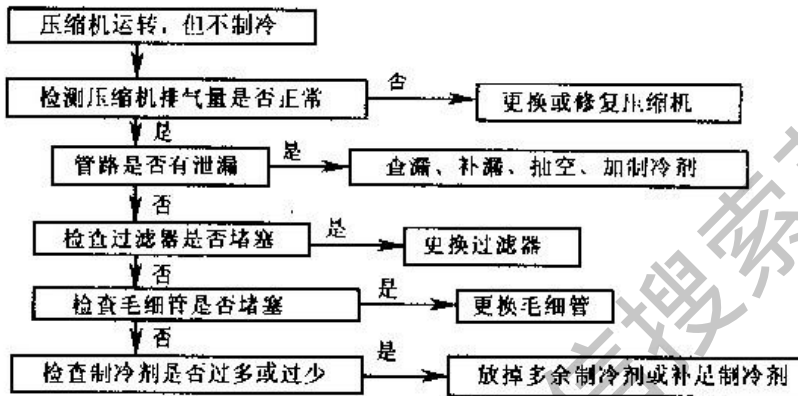 压缩机运转，但不制冷
检测压缩机排气量是否正常
否
更换或修复压缩机
是
管路是否有泄漏
是
查漏、补漏、抽空、加制冷剂
否
检查过滤器是否堵塞
是
更换过滤器
否
检查毛细管是否堵塞
是
更换毛细管
否
检查制冷剂是否过多或过少
是
放掉多余制冷剂或补足制冷剂
信搜索